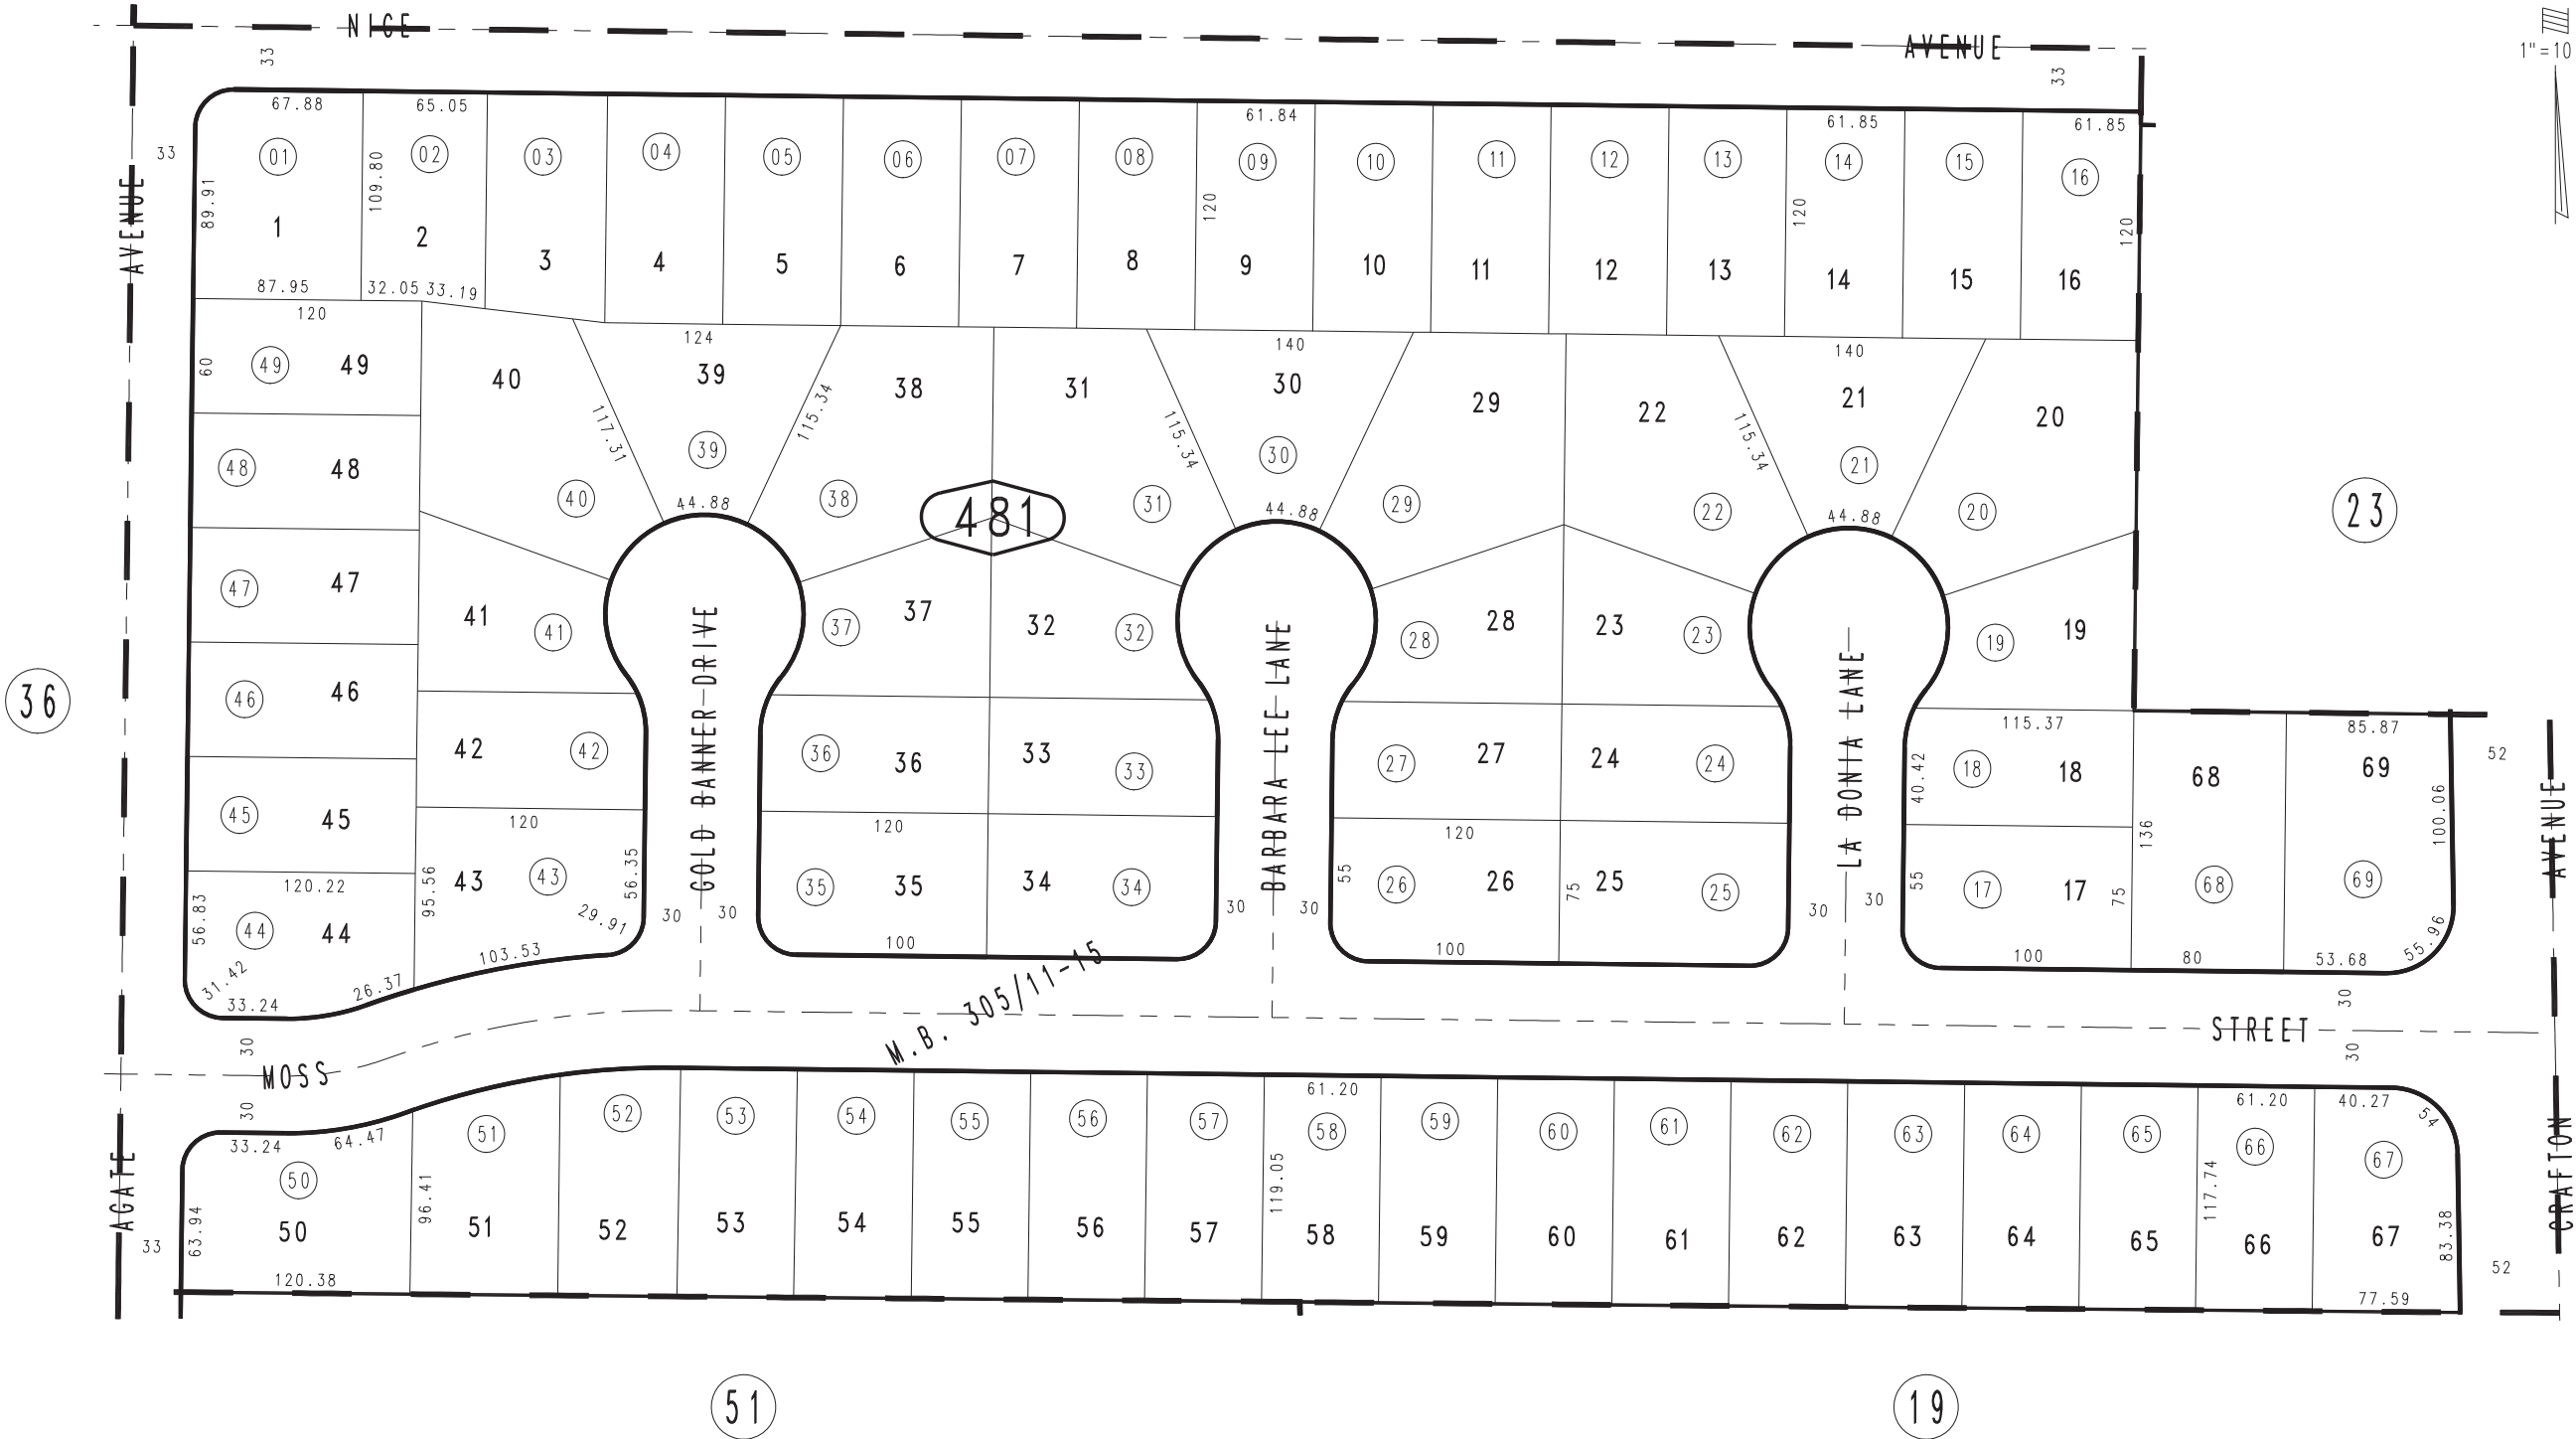 NICE AVENUE
1"=10
33 33
67.88 65.05 61.84 61.85 61.85
01 02 03 04 05 06 07 08 09 10 11 12 13 14 15 16
33 89.91 109.80 120 120 120
AVENUE
1 2 3 4 5 6 7 8 9 10 11 12 13 14 15 16
87.95 32.05 33.19
120 124 140 140
60 49 49 40 39 38 31 30 29 22 21 20
117.31 115.34 115.34 115.34
48 48 40 39 38 31 30 29 22 21 20
44.88 44.88 44.88
481
23
47 47
41 41 37 37 32 32 28 28 23 23 19 19
36
46 46
GOLD BANNER DRIVE
BARBARA LEE LANE
LA DONIA LANE
115.37 85.87
42 42 36 36 33 33 27 27 24 24 18 18 68 69
52
40.42 136 100.06
AVENUE
45 45
120 120 120
120.22 95.56 43 43 56.35 35 35 34 34 55 26 26 75 25 25 55 17 17 75 68 69
56.83 44 44 29.91 30 30 30 30 30 30
31.42 33.24 26.37 103.53 100 100 100 80 53.68 55.96
M.B. 305/11-15
30 30
MOSS STREET
30 30
33.24 64.47 61.20 61.20 40.27 54
50 51 52 53 54 55 56 57 58 59 60 61 62 63 64 65 66 67
AGATE
63.94 96.41 119.05 117.74 83.38
CRAFTON
50 51 52 53 54 55 56 57 58 59 60 61 62 63 64 65 66 67
33 52
120.38 77.59
51 19